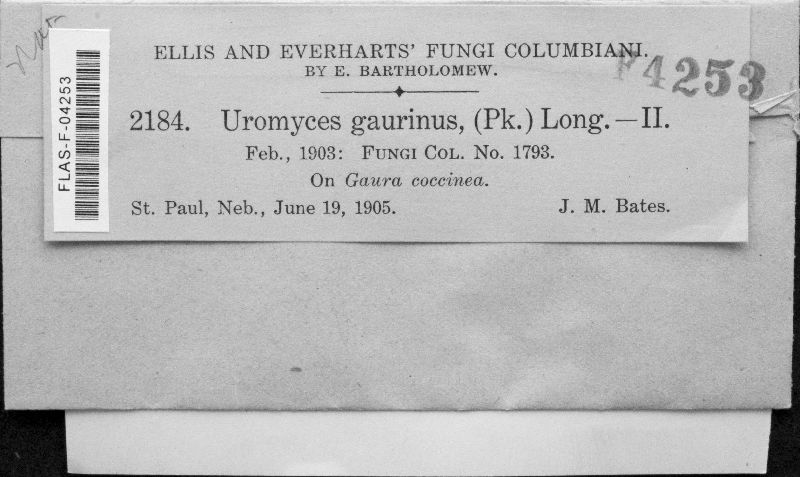 ELLIS AND EVERHARTS' FUNGI COLUMBIANI.
BY E. BARTHOLOMEW.
F4253
2184. Uromyces gaurinus, (Pk.) Long.—II.
Feb., 1903: FUNGI COL. No. 1793.
On Gaura coccinea.
St. Paul, Neb., June 19, 1905. J. M. Bates.
FLAS-F-04253